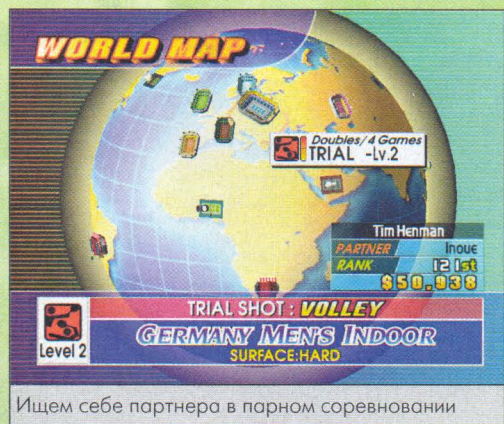 WORLD MAP
Doubles/4 Games
TRIAL -Lv.2
Tim Henman
PARTNER Inoue
RANK 121st
$50,938
TRIAL SHOT : VOLLEY
Level 2
GERMANY MEN'S INDOOR
SURFACE:HARD
Ищем себе партнера в парном соревновании